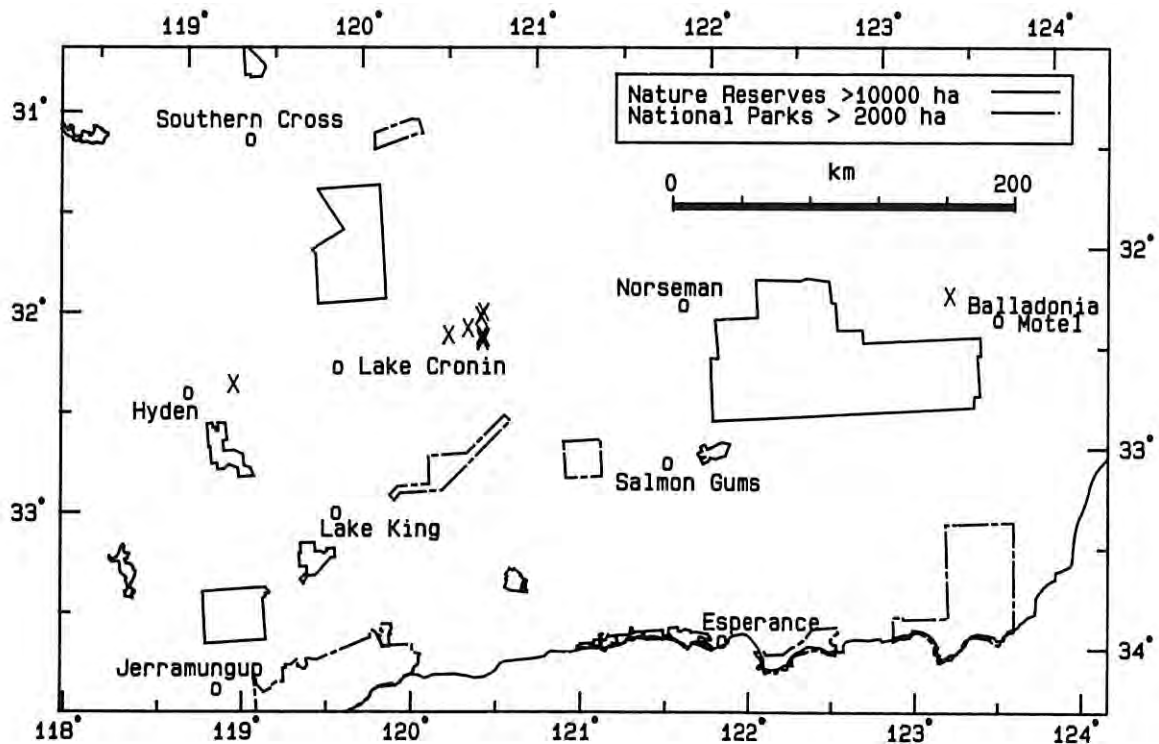 119° 120° 121° 122° 123° 124°
Nature Reserves >10000 ha
National Parks > 2000 ha
31°
Southern Cross
km
0 200
32°
Norseman
X
Balladonia
Motel
X
X
X
X
32°
Lake Cronin
X
Hyden
33°
Salmon Gums
33°
Lake King
Esperance
34°
Jerramungup
118° 119° 120° 121° 122° 123° 124°